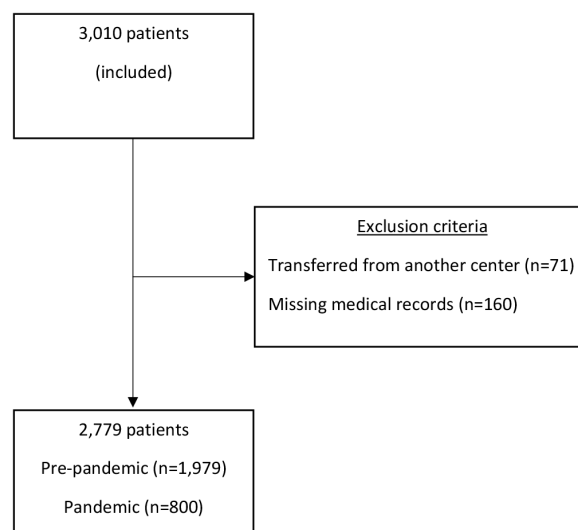 3,010 patients
(included)
Exclusion criteria
Transferred from another center (n=71)
Missing medical records (n=160)
2,779 patients
Pre-pandemic (n=1,979)
Pandemic (n=800)